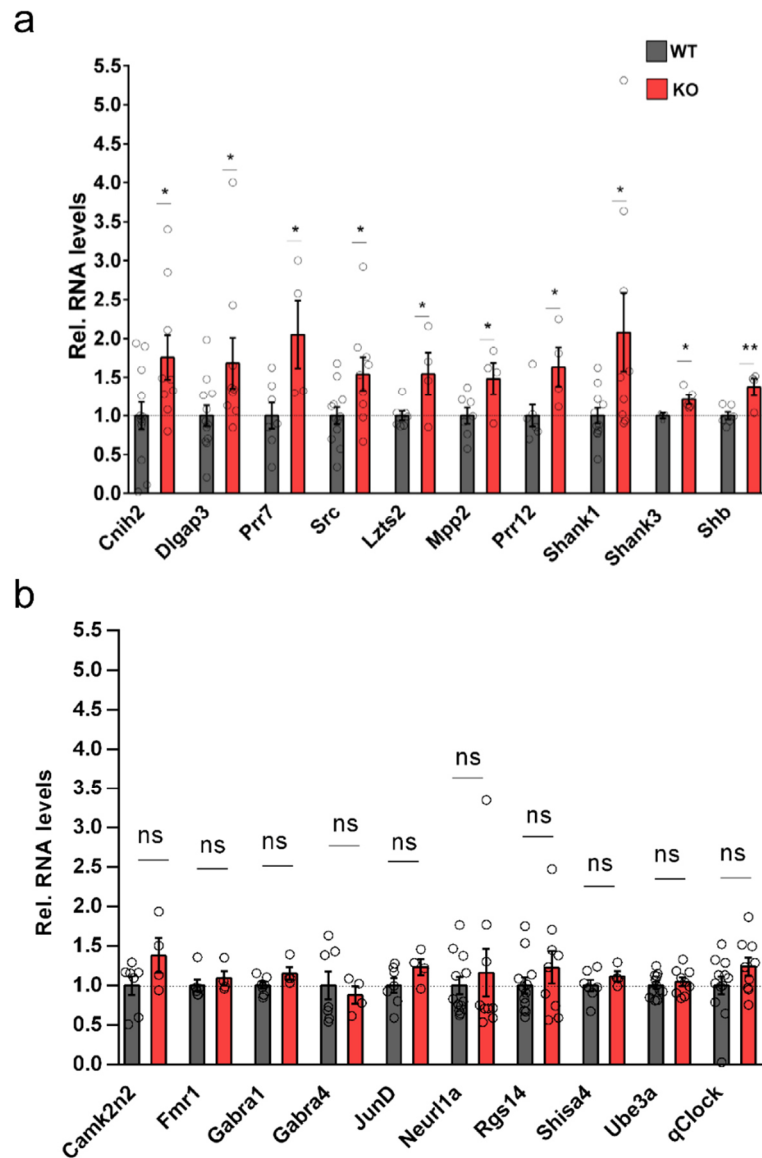 a
WT
KO
Rel. RNA levels
5.5
5.0
4.5
4.0
3.5
3.0
2.5
2.0
1.5
1.0
0.5
0.0
* * * * * * * * * **
Cnih2 Dlgap3 Prr7 Src Lzts2 Mpp2 Prr12 Shank1 Shank3 Shb
b
Rel. RNA levels
5.5
5.0
4.5
4.0
3.5
3.0
2.5
2.0
1.5
1.0
0.5
0.0
ns ns ns ns ns ns ns ns ns ns
Camk2n2 Fmr1 Gabra1 Gabra4 JunD Neurl1a Rgs14 Shisa4 Ube3a qClock